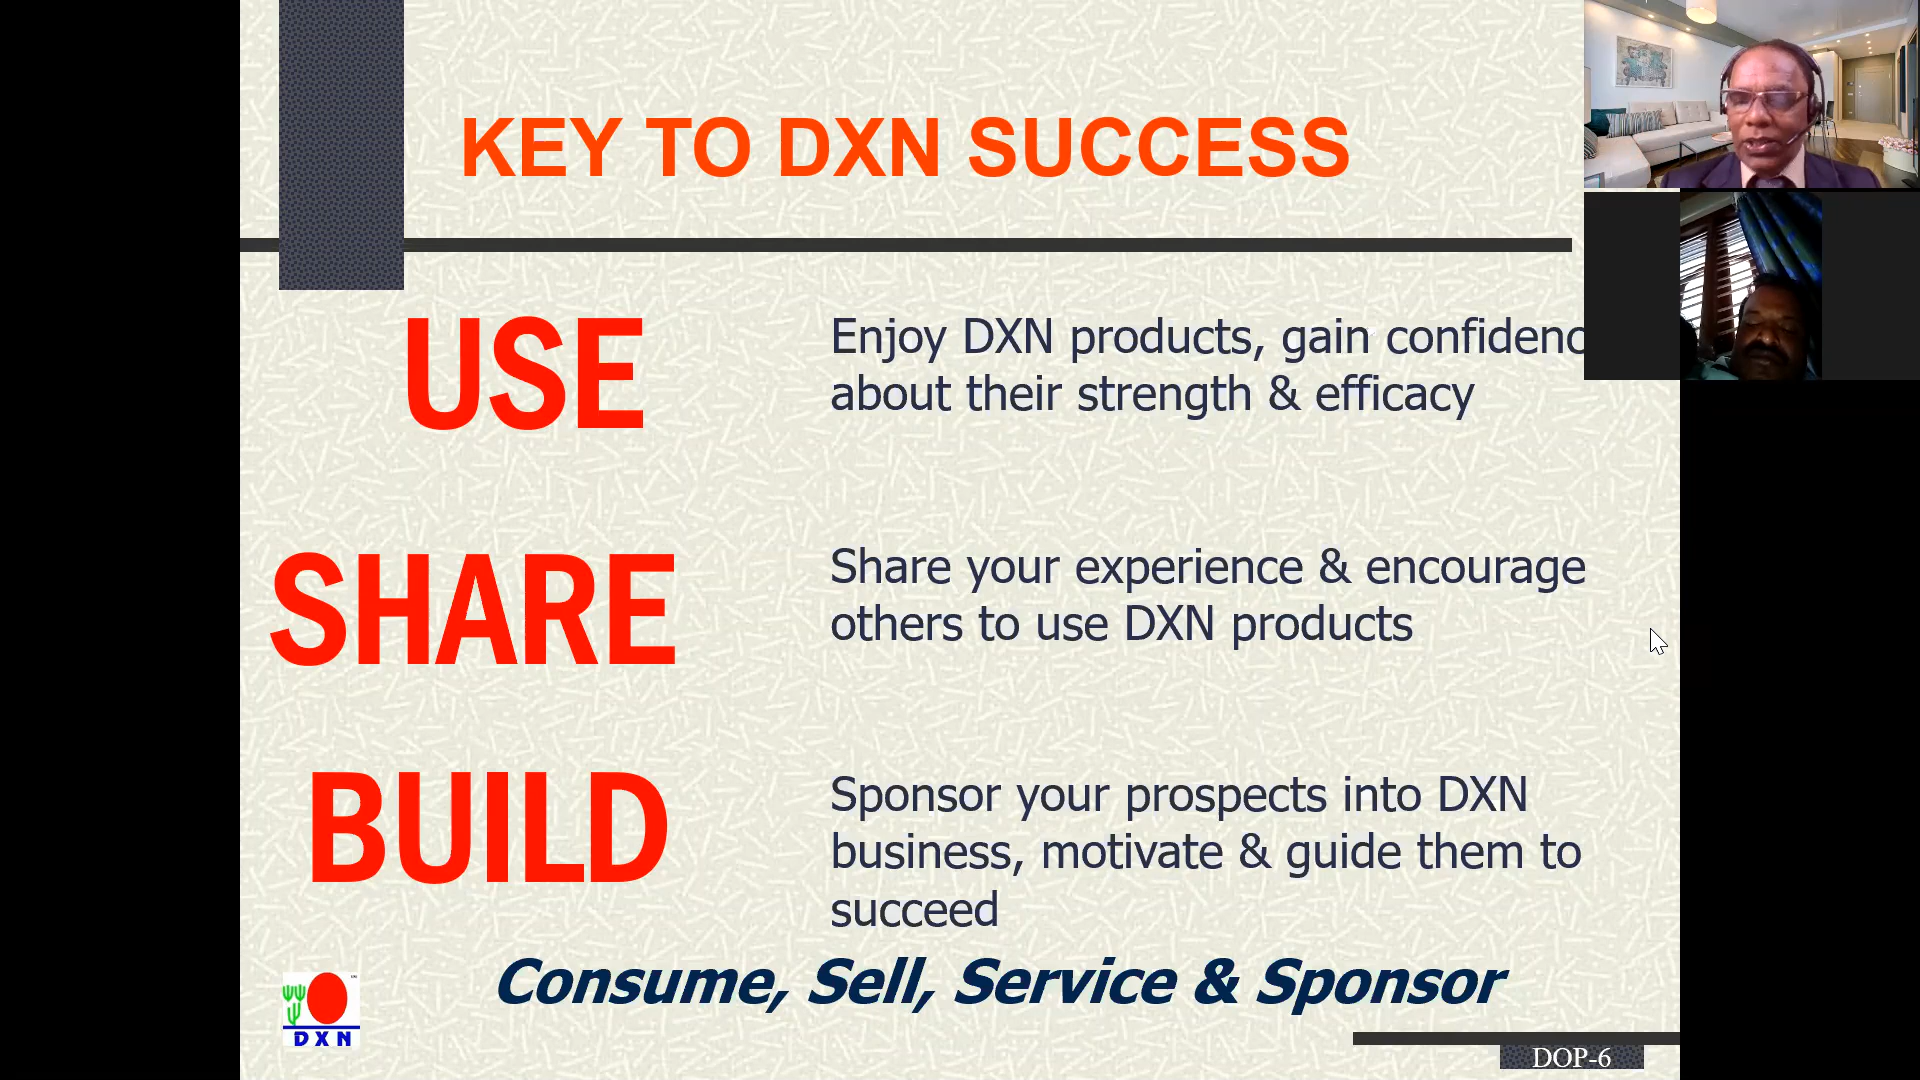 KEY TO DXN SUCCESS
USE
Enjoy DXN products, gain confidenc
about their strength & efficacy
SHARE
Share your experience & encourage
others to use DXN products
BUILD
Sponsor your prospects into DXN
business, motivate & guide them to
succeed
Consume, Sell, Service & Sponsor
DXN
DOP-6